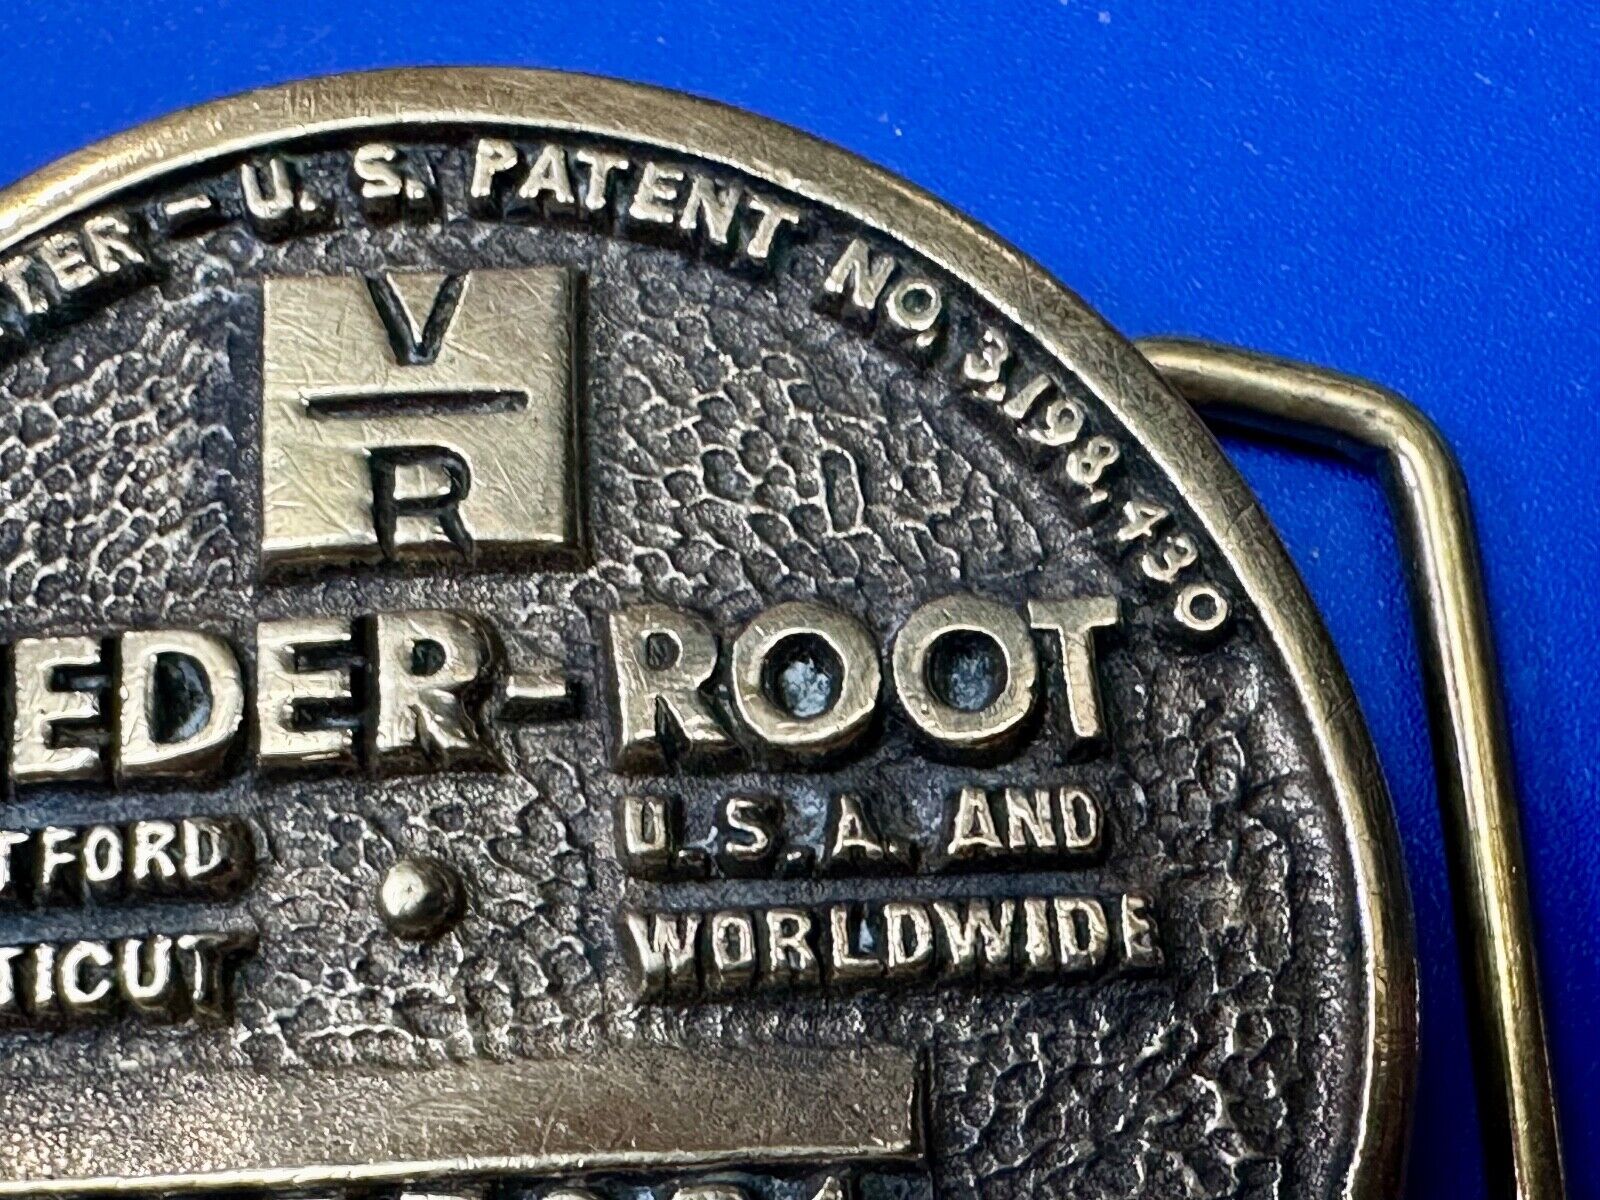 TER - U. S. PATENT NO. 3,198,430
V
R
EDER-ROOT
TFORD
U.S.A. AND
TICUT
WORLDWIDE